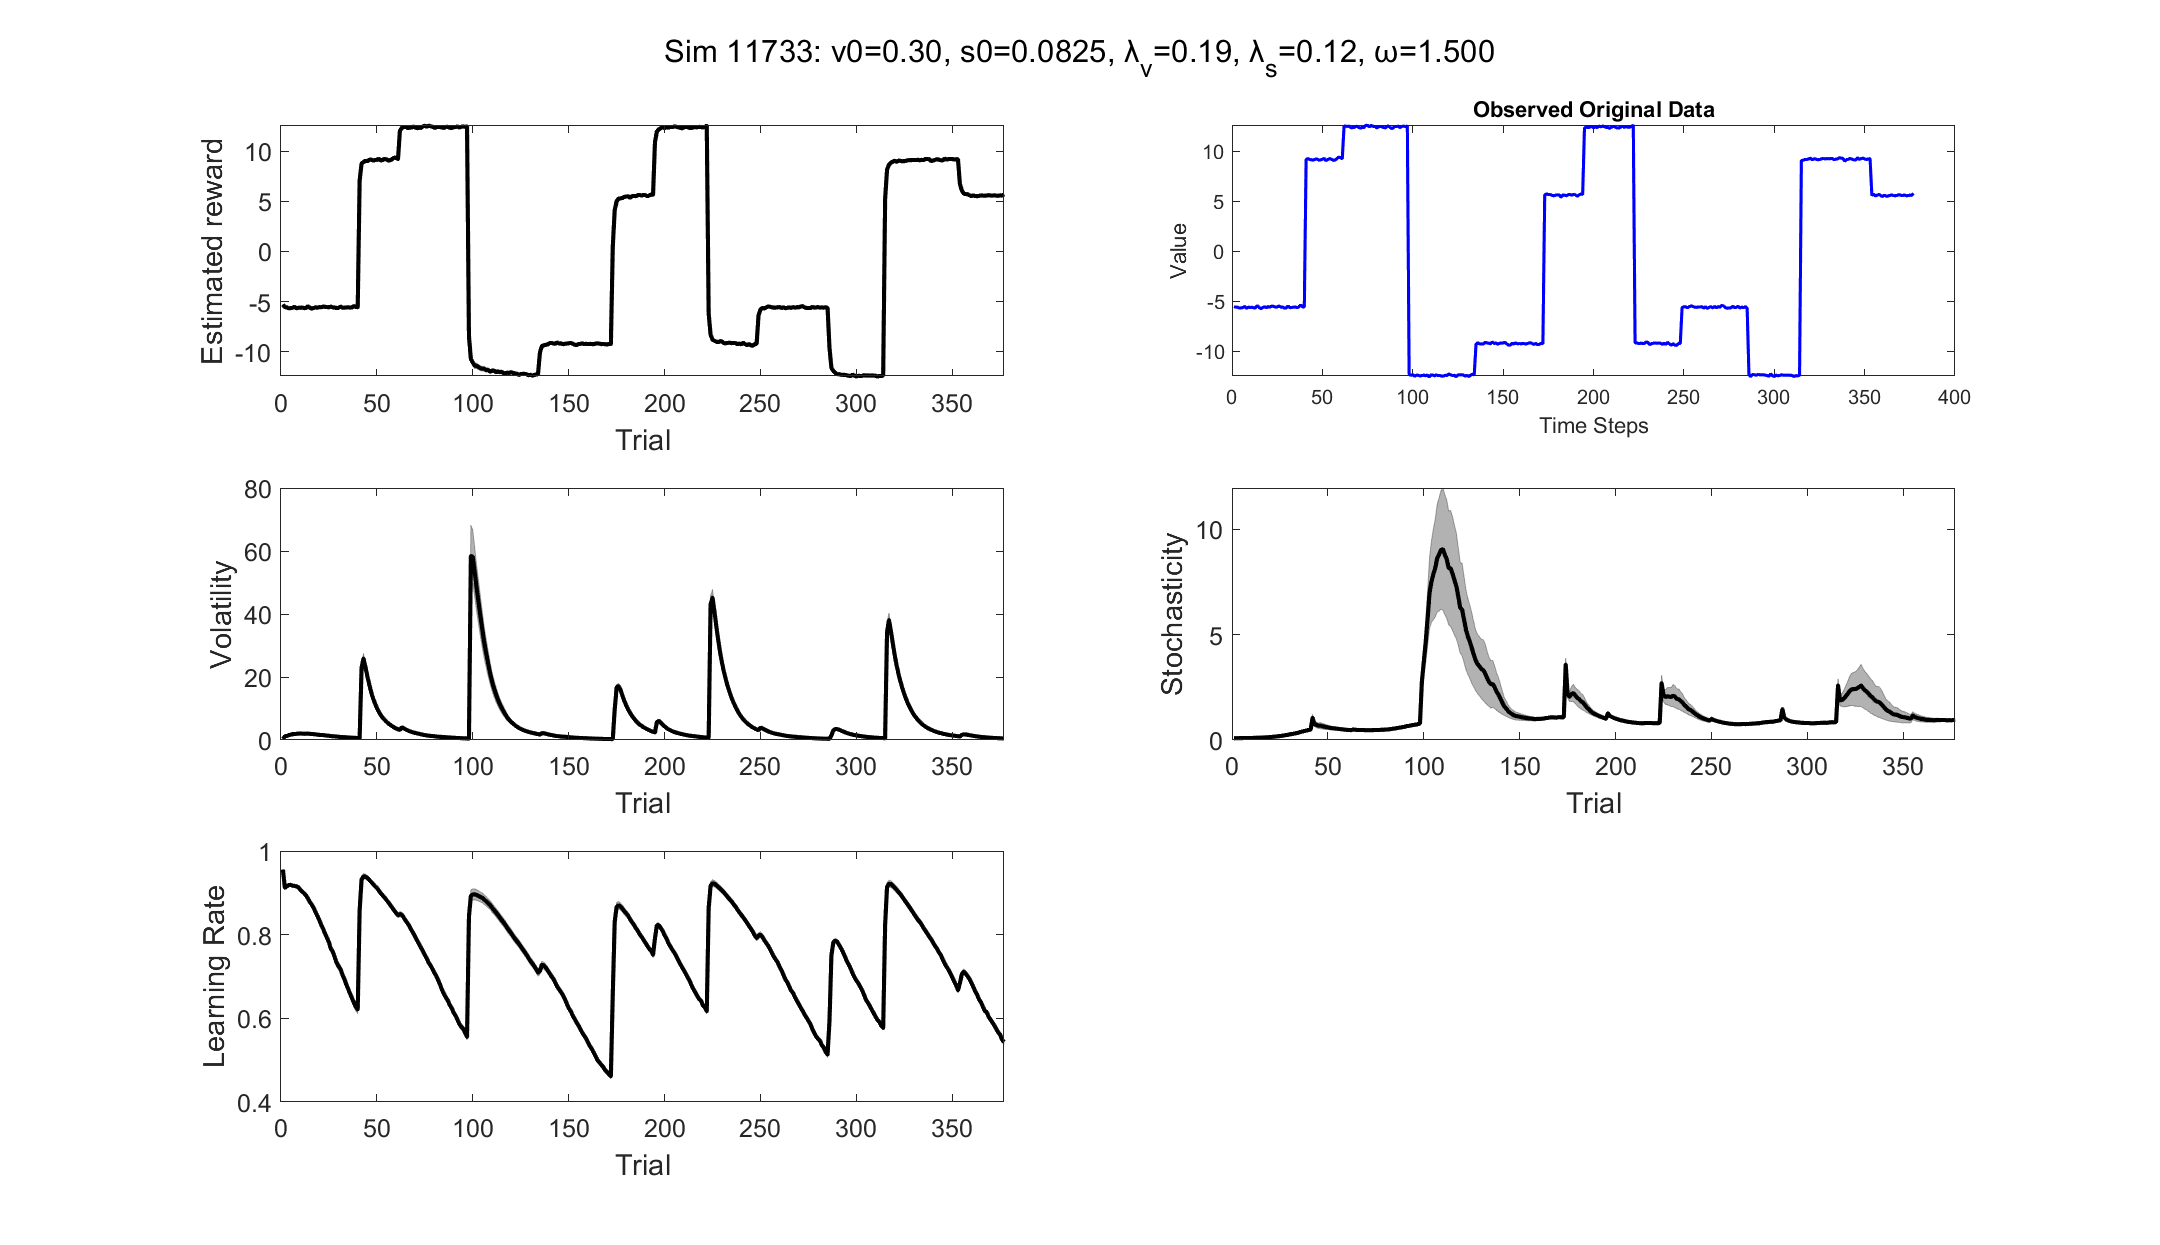 Sim 11733: v0=0.30, s0=0.0825, λ_v=0.19, λ_s=0.12, ω=1.500
Estimated reward
10
5
0
-5
-10
0 50 100 150 200 250 300 350
Trial
Observed Original Data
Value
10
5
0
-5
-10
0 50 100 150 200 250 300 350 400
Time Steps
Volatility
80
60
40
20
0
0 50 100 150 200 250 300 350
Trial
Stochasticity
10
5
0
0 50 100 150 200 250 300 350
Trial
Learning Rate
1
0.8
0.6
0.4
0 50 100 150 200 250 300 350
Trial